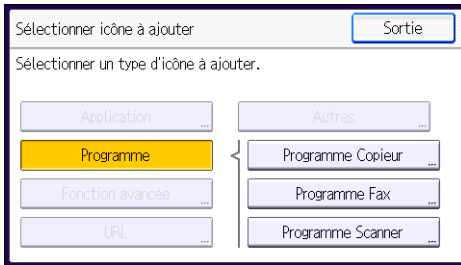 Sélectionner icône à ajouter Sortie
Sélectionner un type d'icône à ajouter.
Application ... Autres ...
Programme Programme Copieur ...
Fonction avancée ... Programme Fax ...
URL ... Programme Scanner ...